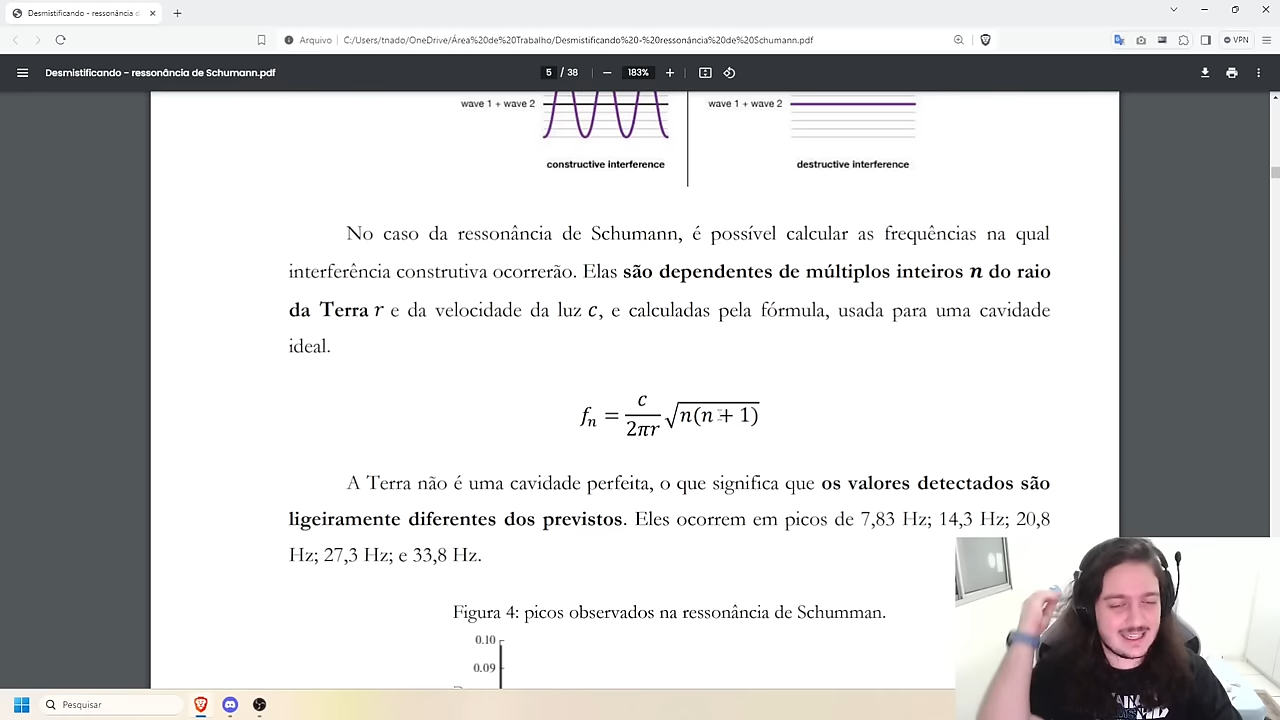 Desmistificando - ressonância d
Arquivo
C:/Users/tnado/OneDrive/Área%20de%20Trabalho/Desmistificando%20-%20ressonância%20de%20Schumann.pdf
VPN
Desmistificando - ressonância de Schumann.pdf
5 / 38
183%
wave 1 + wave 2
wave 1 + wave 2
constructive interference
destructive interference
No caso da ressonância de Schumann, é possível calcular as frequências na qual
interferência construtiva ocorrerão. Elas são dependentes de múltiplos inteiros n do raio
da Terra r e da velocidade da luz c, e calculadas pela fórmula, usada para uma cavidade
ideal.
fₙ = c/2πr √n(n + 1)
A Terra não é uma cavidade perfeita, o que significa que os valores detectados são
ligeiramente diferentes dos previstos. Eles ocorrem em picos de 7,83 Hz; 14,3 Hz; 20,8
Hz; 27,3 Hz; e 33,8 Hz.
Figura 4: picos observados na ressonância de Schumman.
0.10
0.09
Pesquisar